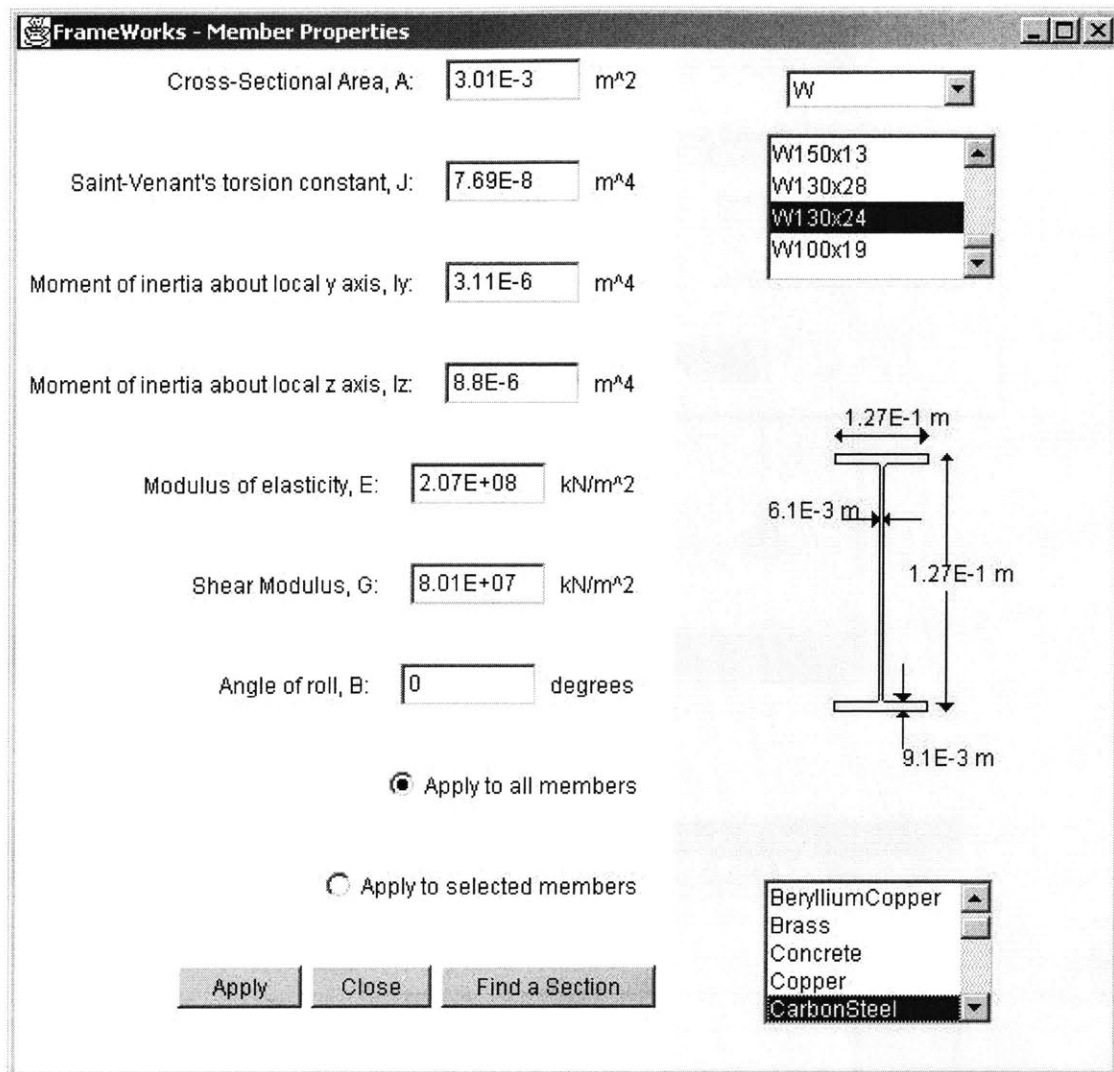 FrameWorks - Member Properties
Cross-Sectional Area, A: 3.01E-3 m^2
Saint-Venant's torsion constant, J: 7.69E-8 m^4
Moment of inertia about local y axis, Iy: 3.11E-6 m^4
Moment of inertia about local z axis, Iz: 8.8E-6 m^4
Modulus of elasticity, E: 2.07E+08 kN/m^2
Shear Modulus, G: 8.01E+07 kN/m^2
Angle of roll, B: 0 degrees
Apply to all members
Apply to selected members
Apply Close Find a Section
W
W150x13
W130x28
W130x24
W100x19
1.27E-1 m
6.1E-3 m
1.27E-1 m
9.1E-3 m
BerylliumCopper
Brass
Concrete
Copper
CarbonSteel